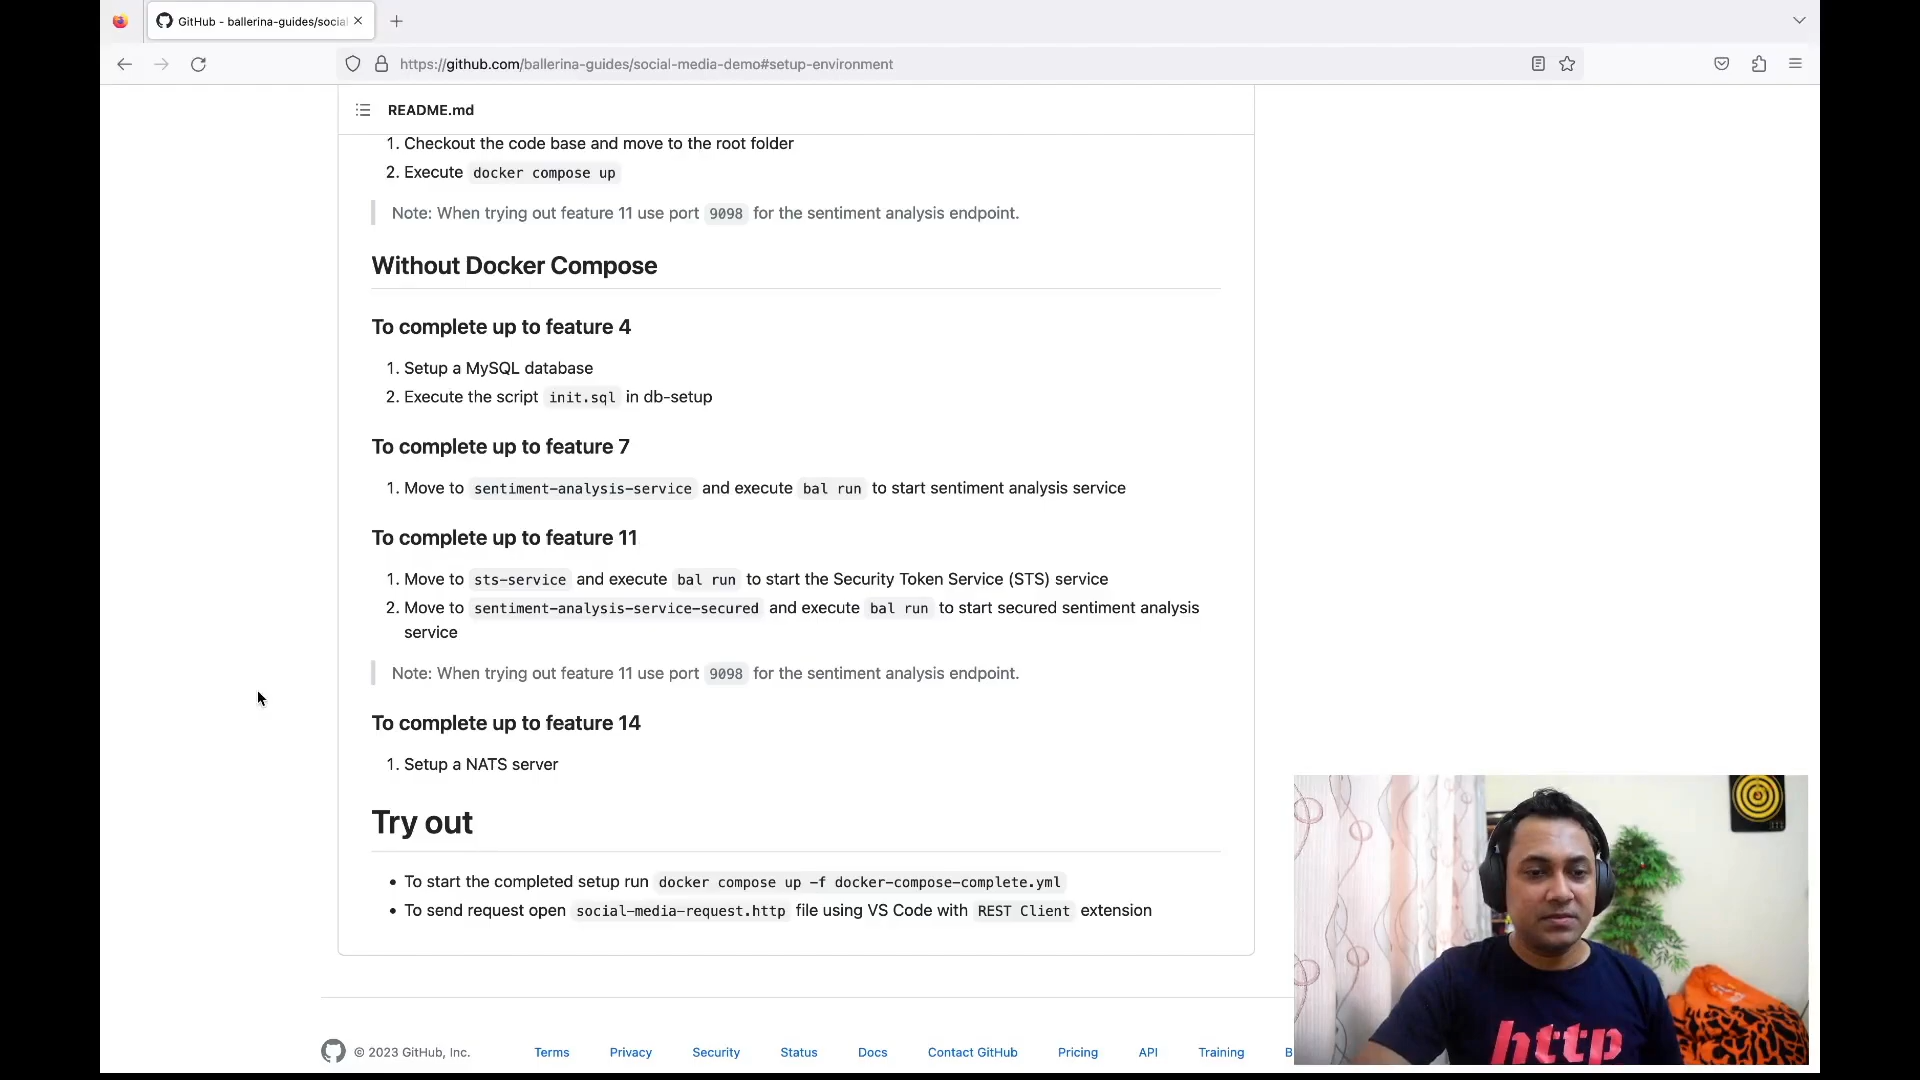 GitHub - ballerina-guides/social
https://github.com/ballerina-guides/social-media-demo#setup-environment
README.md
1. Checkout the code base and move to the root folder
2. Execute docker compose up
Note: When trying out feature 11 use port 9098 for the sentiment analysis endpoint.
Without Docker Compose
To complete up to feature 4
1. Setup a MySQL database
2. Execute the script init.sql in db-setup
To complete up to feature 7
1. Move to sentiment-analysis-service and execute bal run to start sentiment analysis service
To complete up to feature 11
1. Move to sts-service and execute bal run to start the Security Token Service (STS) service
2. Move to sentiment-analysis-service-secured and execute bal run to start secured sentiment analysis
service
Note: When trying out feature 11 use port 9098 for the sentiment analysis endpoint.
To complete up to feature 14
1. Setup a NATS server
Try out
• To start the completed setup run docker compose up -f docker-compose-complete.yml
• To send request open social-media-request.http file using VS Code with REST Client extension
© 2023 GitHub, Inc. Terms Privacy Security Status Docs Contact GitHub Pricing API Training B
http